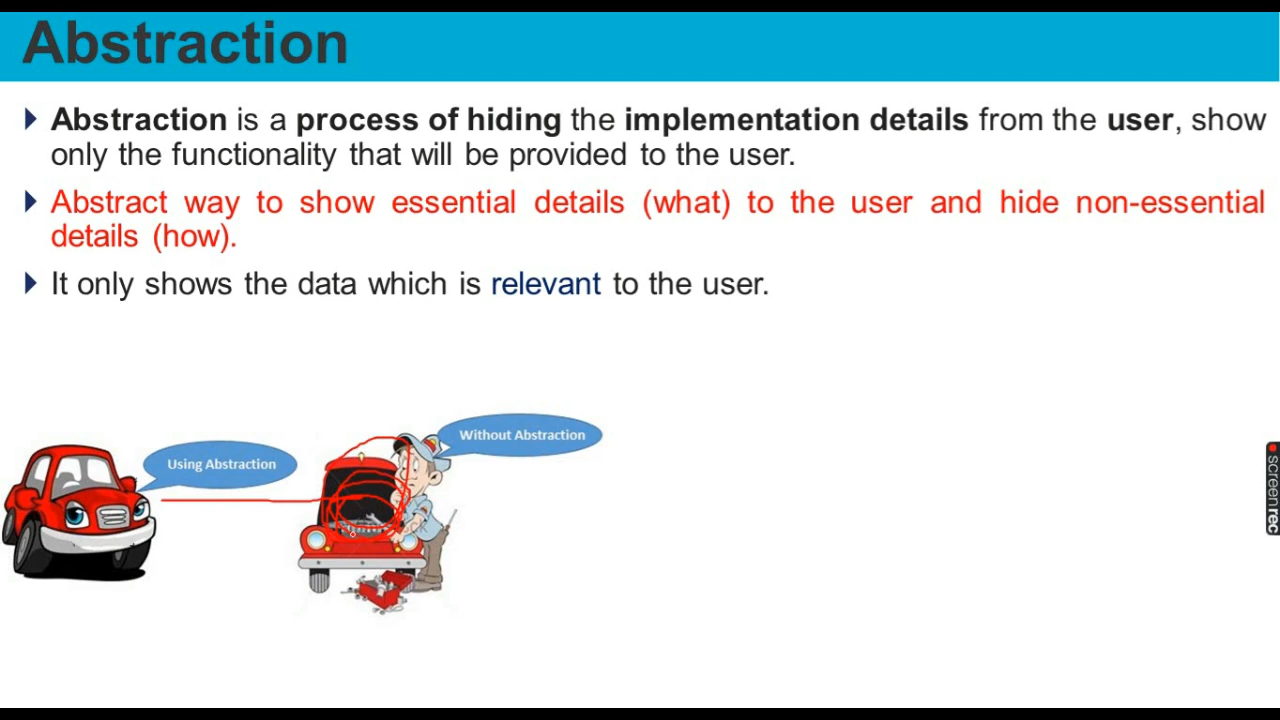 Abstraction
Abstraction is a process of hiding the implementation details from the user, show
only the functionality that will be provided to the user.
Abstract way to show essential details (what) to the user and hide non-essential
details (how).
It only shows the data which is relevant to the user.
Without Abstraction
Using Abstraction
screenrec